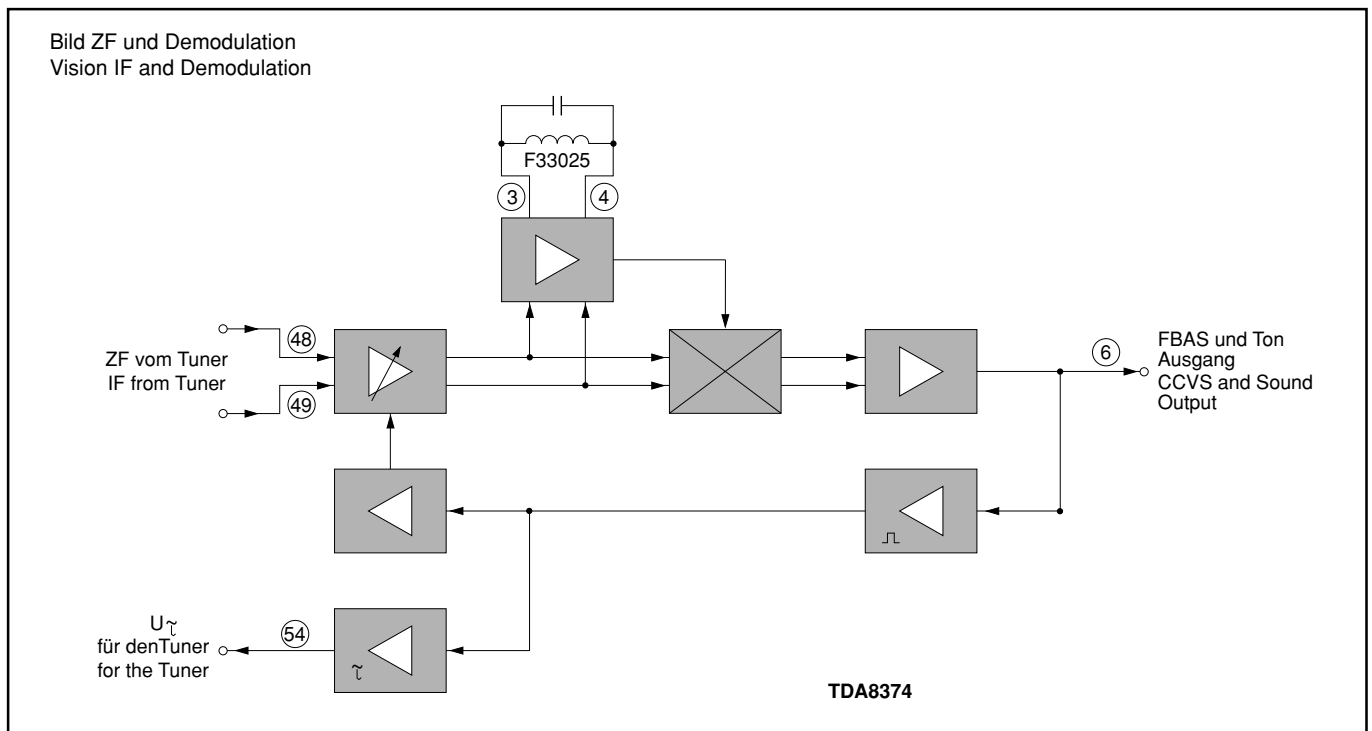 Bild ZF und Demodulation
Vision IF and Demodulation
F33025
3
4
48
ZF vom Tuner
IF from Tuner
49
6
FBAS und Ton
Ausgang
CCVS and Sound
Output
U
für denTuner
for the Tuner
54
TDA8374